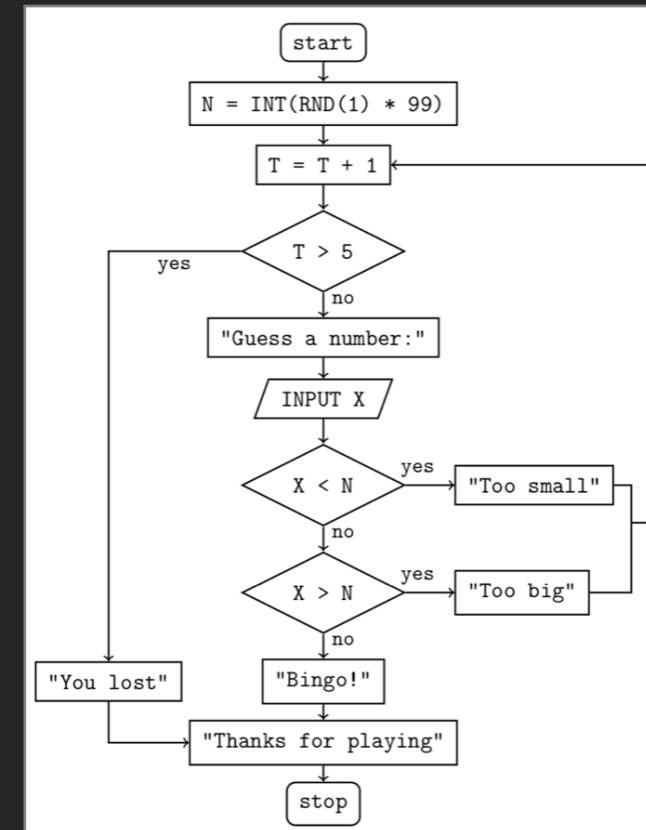 start
N = INT(RND(1) * 99)
T = T + 1
T > 5
yes
no
"Guess a number:"
INPUT X
X < N
yes
"Too small"
no
X > N
yes
"Too big"
no
"You lost"
"Bingo!"
"Thanks for playing"
stop